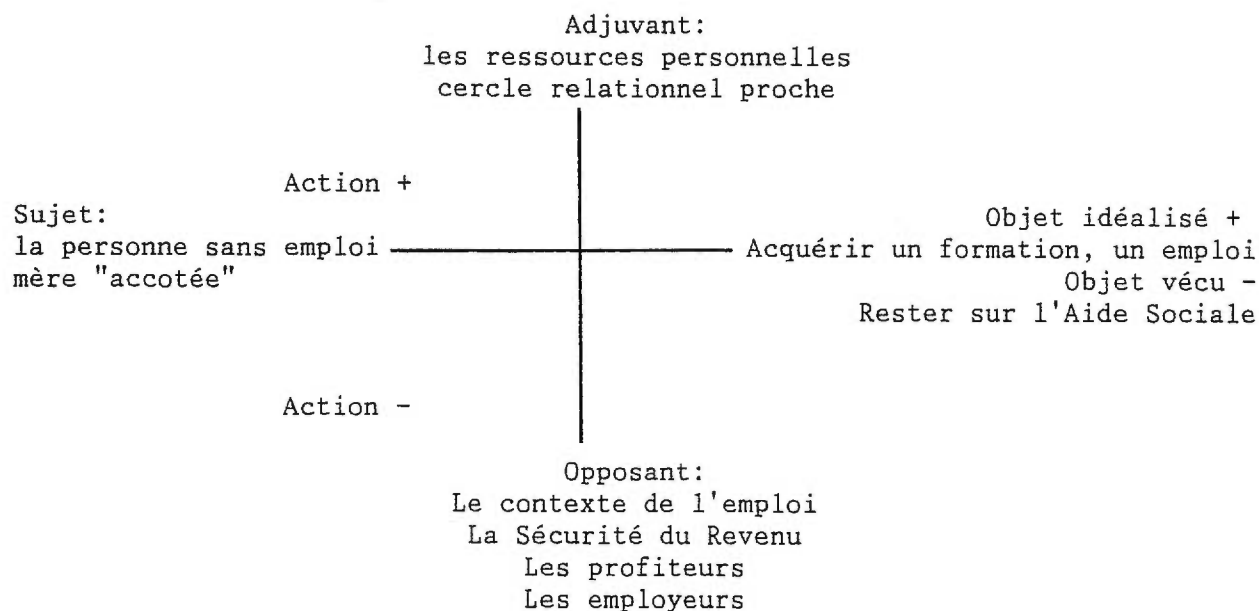 Adjuvant:
les ressources personnelles
cercle relationnel proche
Action +
Sujet:
la personne sans emploi
mère "accotée"
Objet idéalisé +
Acquérir un formation, un emploi
Objet vécu -
Rester sur l'Aide Sociale
Action -
Opposant:
Le contexte de l'emploi
La Sécurité du Revenu
Les profiteurs
Les employeurs